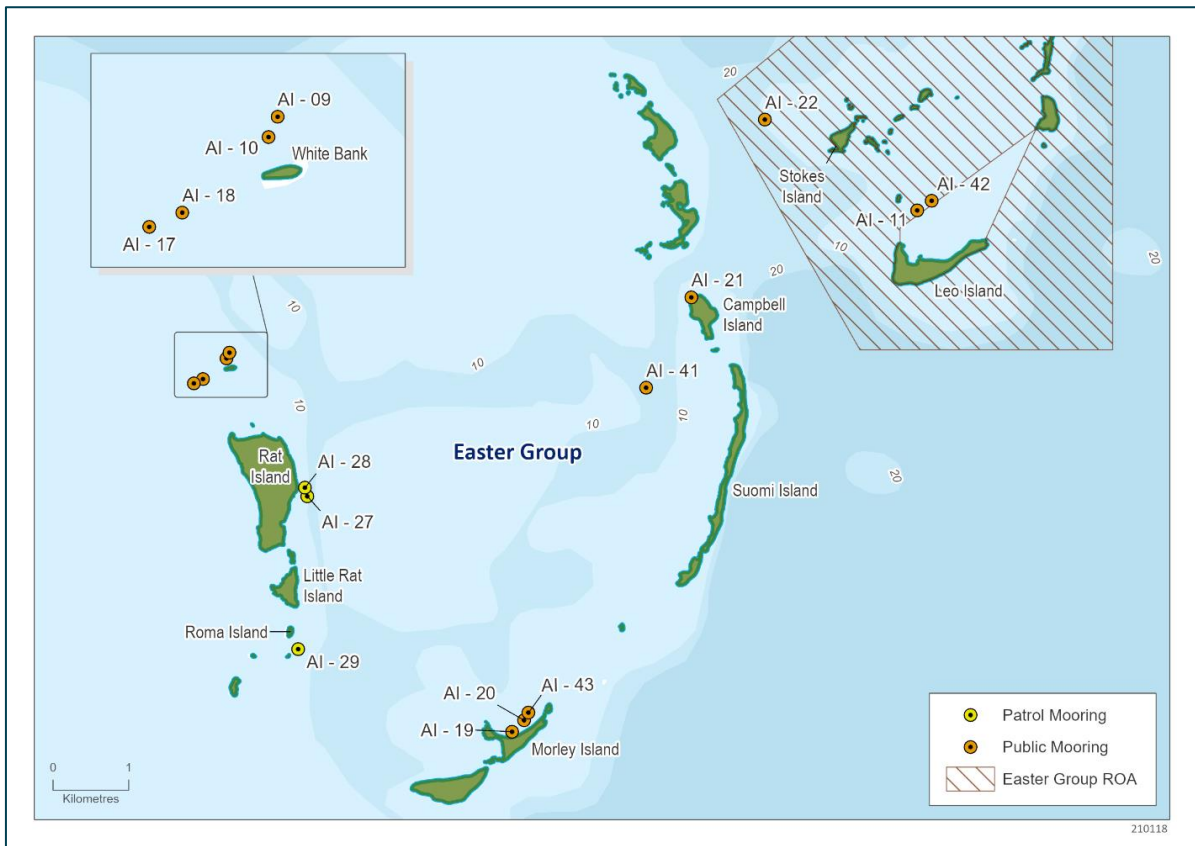 AI - 09
AI - 10
White Bank
AI - 18
AI - 17
20
AI - 22
Stokes
Island
AI - 42
AI - 11
10
20
Leo Island
20
AI - 21
Campbell
Island
10
10
AI - 41
10
10
10
Easter Group
Rat
Island
AI - 28
AI - 27
20
Suomi Island
Little Rat
Island
Roma Island
AI - 29
AI - 20
AI - 43
AI - 19
Morley Island
0 1
Kilometres
Patrol Mooring
Public Mooring
Easter Group ROA
210118